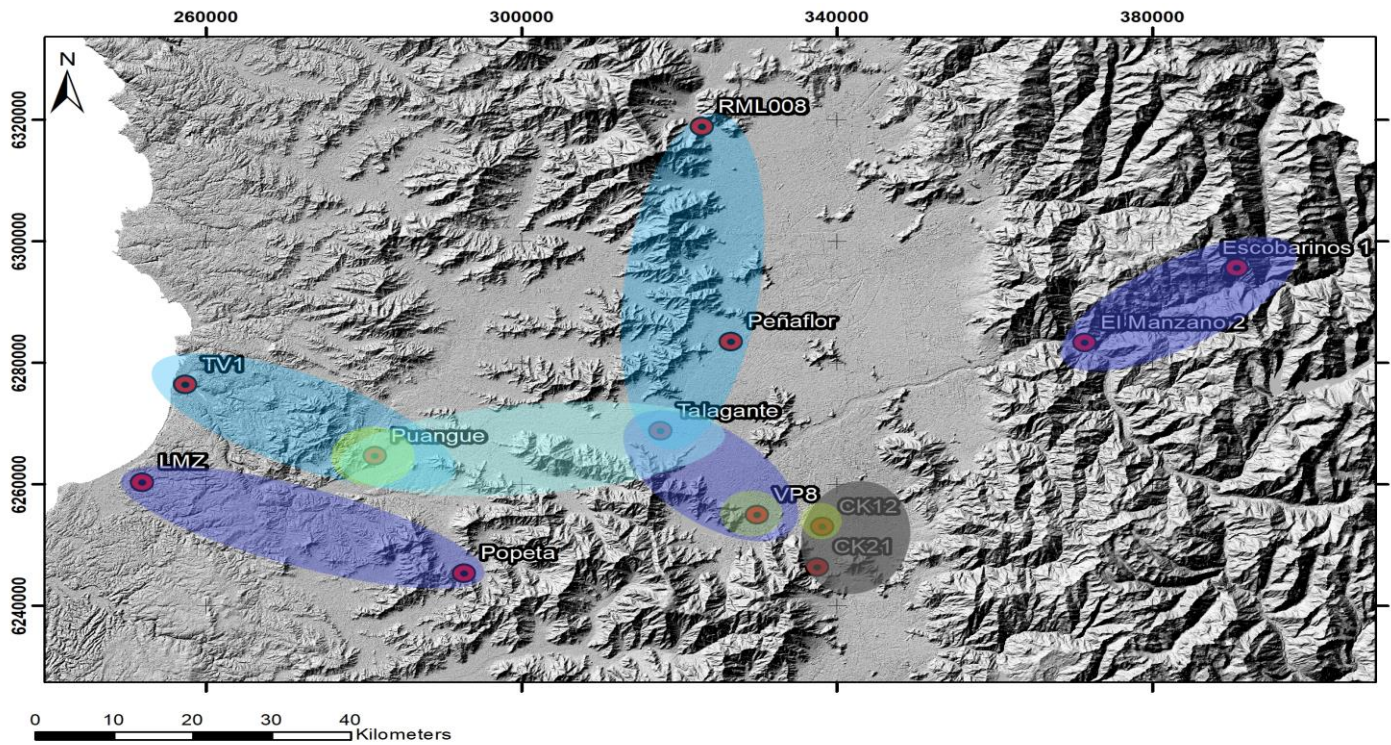 260000 300000 340000 380000
N
RML008
6320000
Escobarinos 1
6300000
Peñaflor
El Manzano 2
6280000
TV1
Talagante
Puangue
LMZ
6260000
VP8
CK12
CK21
Popeta
6240000
0 10 20 30 40
Kilometers